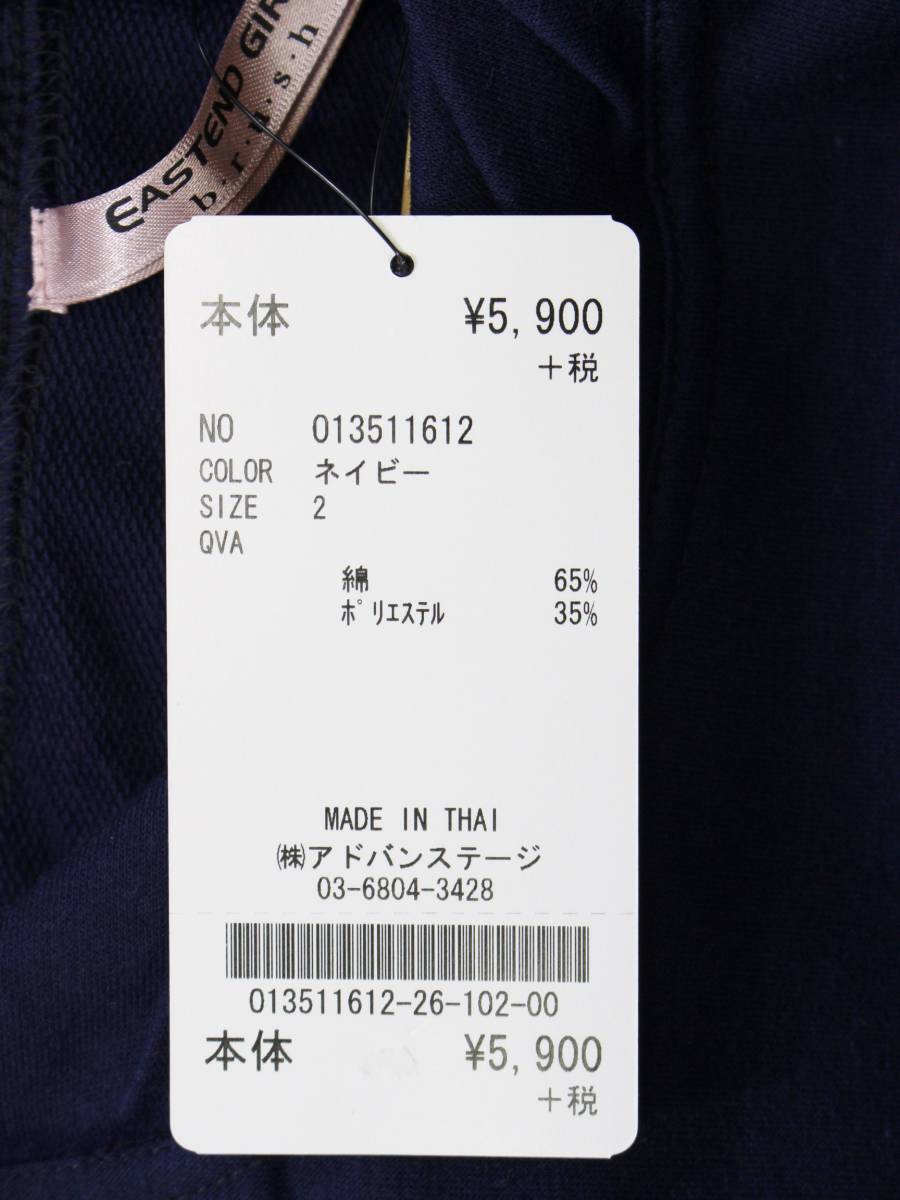 EASTEND GIR
b·r·u·s·h
本体 ¥5,900
+税
NO 013511612
COLOR ネイビー
SIZE 2
QVA
綿 65%
ポリエステル 35%
MADE IN THAI
㈱アドバンステージ
03-6804-3428
013511612-26-102-00
本体 ¥5,900
+税